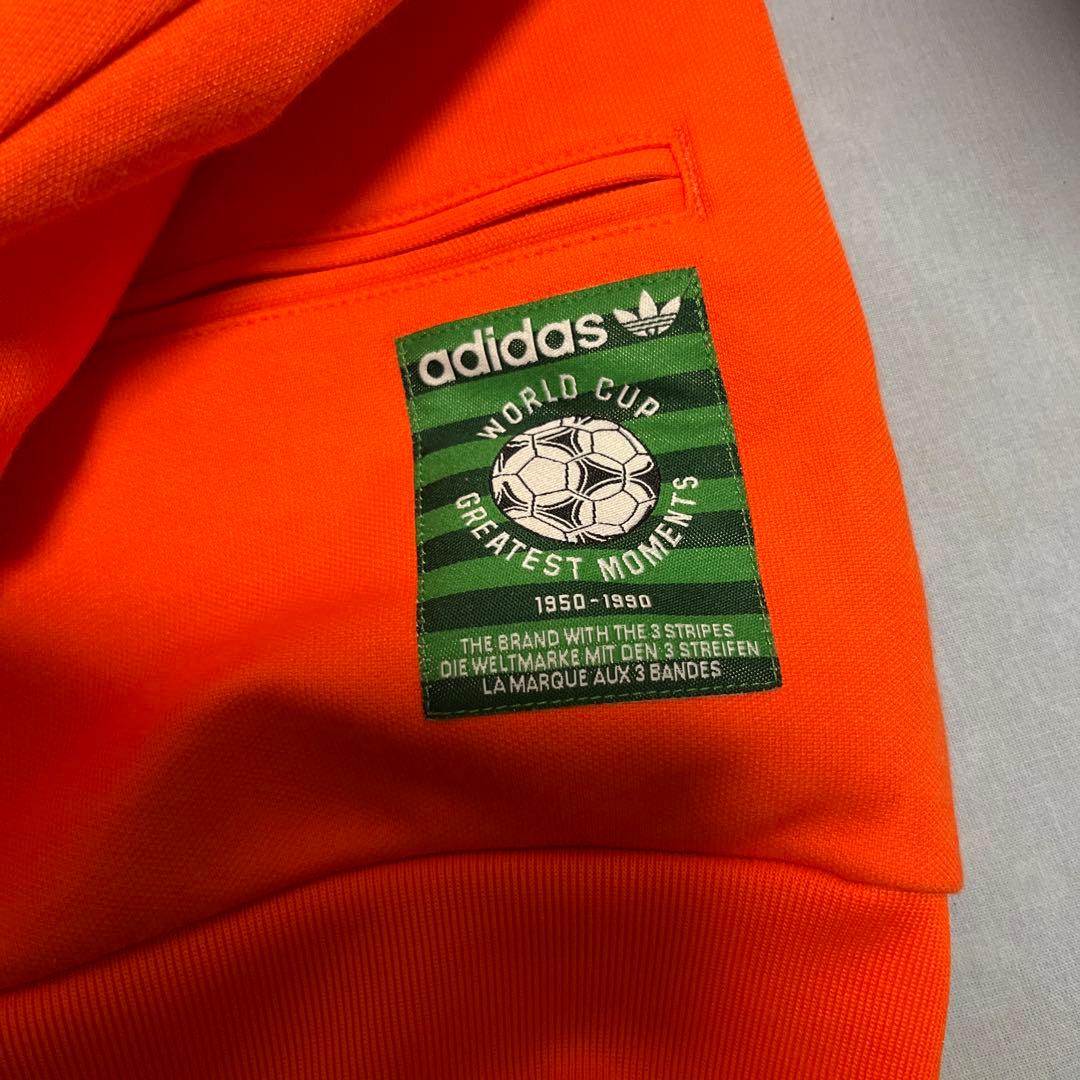 adidas
WORLD CUP
GREATEST MOMENTS
1950-1990
THE BRAND WITH THE 3 STRIPES
DIE WELTMARKE MIT DEN 3 STREIFEN
LA MARQUE AUX 3 BANDES